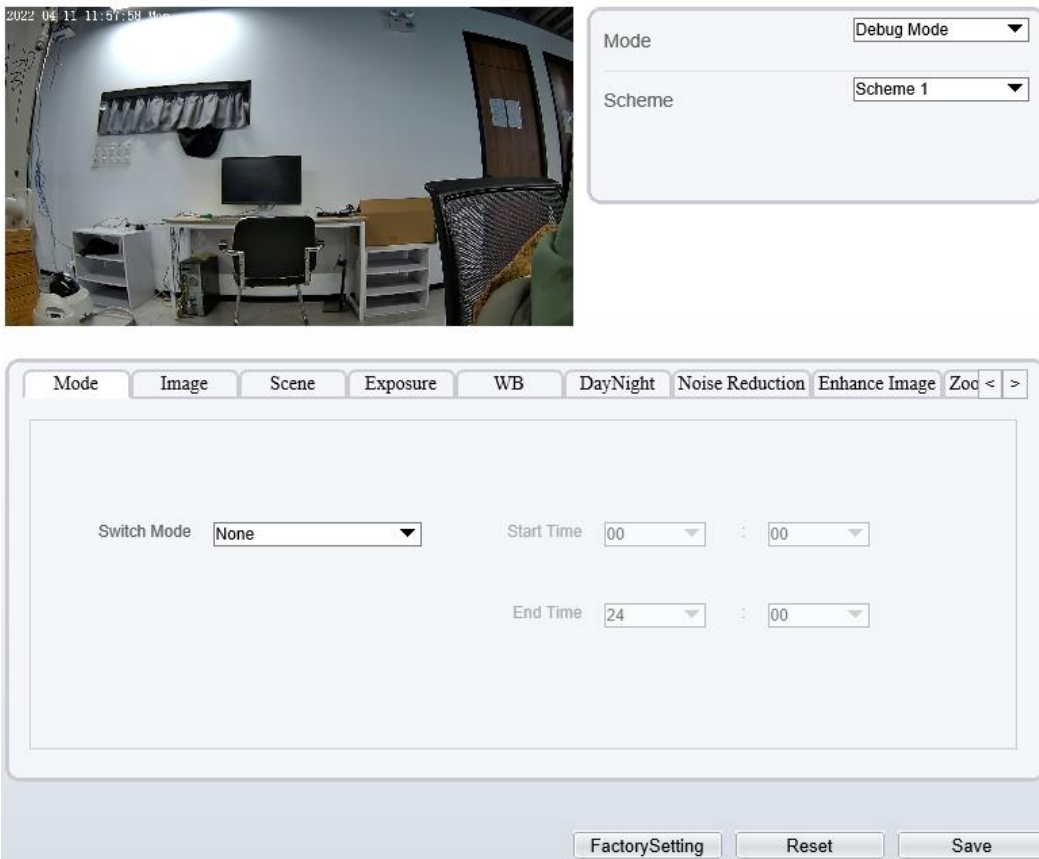 2022 04 11 11:57:58 Mon
Mode
Debug Mode
Scheme
Scheme 1
Mode Image Scene Exposure WB DayNight Noise Reduction Enhance Image Zoo < >
Switch Mode None Start Time 00 : 00
End Time 24 : 00
FactorySetting Reset Save